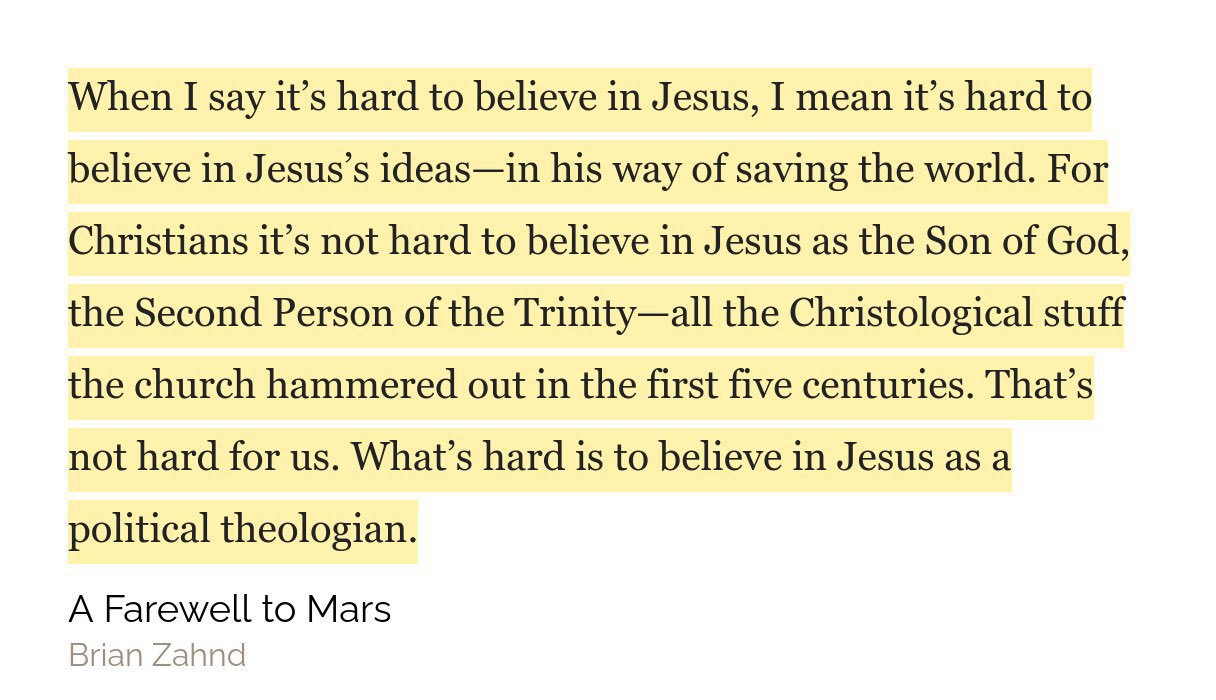 When I say it’s hard to believe in Jesus, I mean it’s hard to
believe in Jesus’s ideas—in his way of saving the world. For
Christians it’s not hard to believe in Jesus as the Son of God,
the Second Person of the Trinity—all the Christological stuff
the church hammered out in the first five centuries. That’s
not hard for us. What’s hard is to believe in Jesus as a
political theologian.
A Farewell to Mars
Brian Zahnd